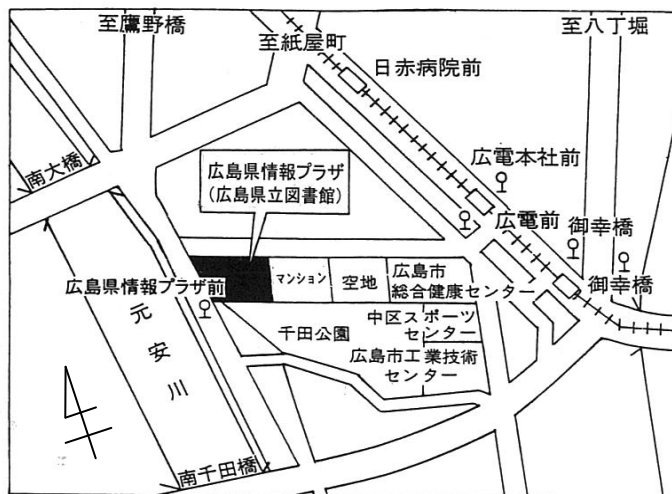 至鷹野橋
至紙屋町
至八丁堀
日赤病院前
南大橋
広島県情報プラザ
(広島県立図書館)
広電本社前
広電前
御幸橋
御幸橋
広島県情報プラザ前
マンション
空地
広島市
総合健康センター
元安川
千田公園
中区スポーツ
センター
広島市工業技術
センター
南千田橋